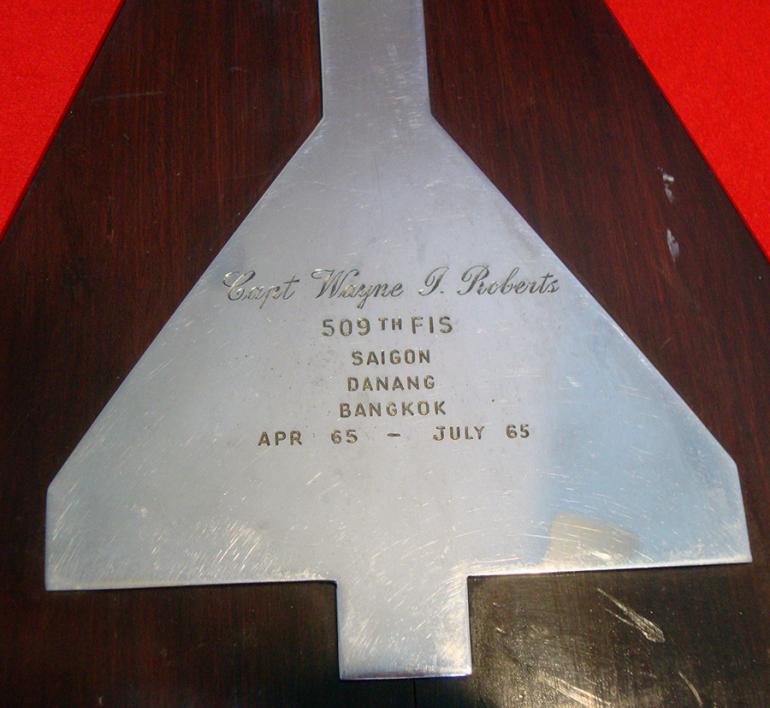 Capt Wayne J. Roberts
509TH FIS
SAIGON
DANANG
BANGKOK
APR 65 - JULY 65